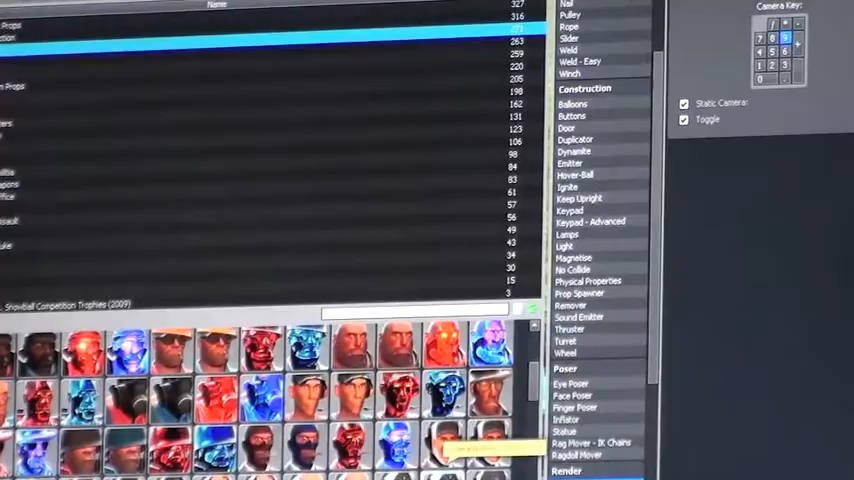 Name
Props
327
316
271
263
259
220
205
198
162
131
123
106
98
84
83
61
57
56
49
43
34
30
15
3
n Props
Snowball Competition Trophies (2009)
Nail
Pulley
Rope
Slider
Weld
Weld - Easy
Winch
Construction
Balloons
Buttons
Door
Duplicator
Dynamite
Emitter
Hover-Ball
Ignite
Keep Upright
Keypad
Keypad - Advanced
Lamps
Light
Magnetise
No Collide
Physical Properties
Prop Spawner
Remover
Sound Emitter
Thruster
Turret
Wheel
Poser
Eye Poser
Face Poser
Finger Poser
Inflator
Statue
Rag Mover - IK Chains
Ragdoll Mover
Render
Camera Key:
/ * -
7 8 9 +
4 5 6
1 2 3
0 .
Static Camera:
Toggle